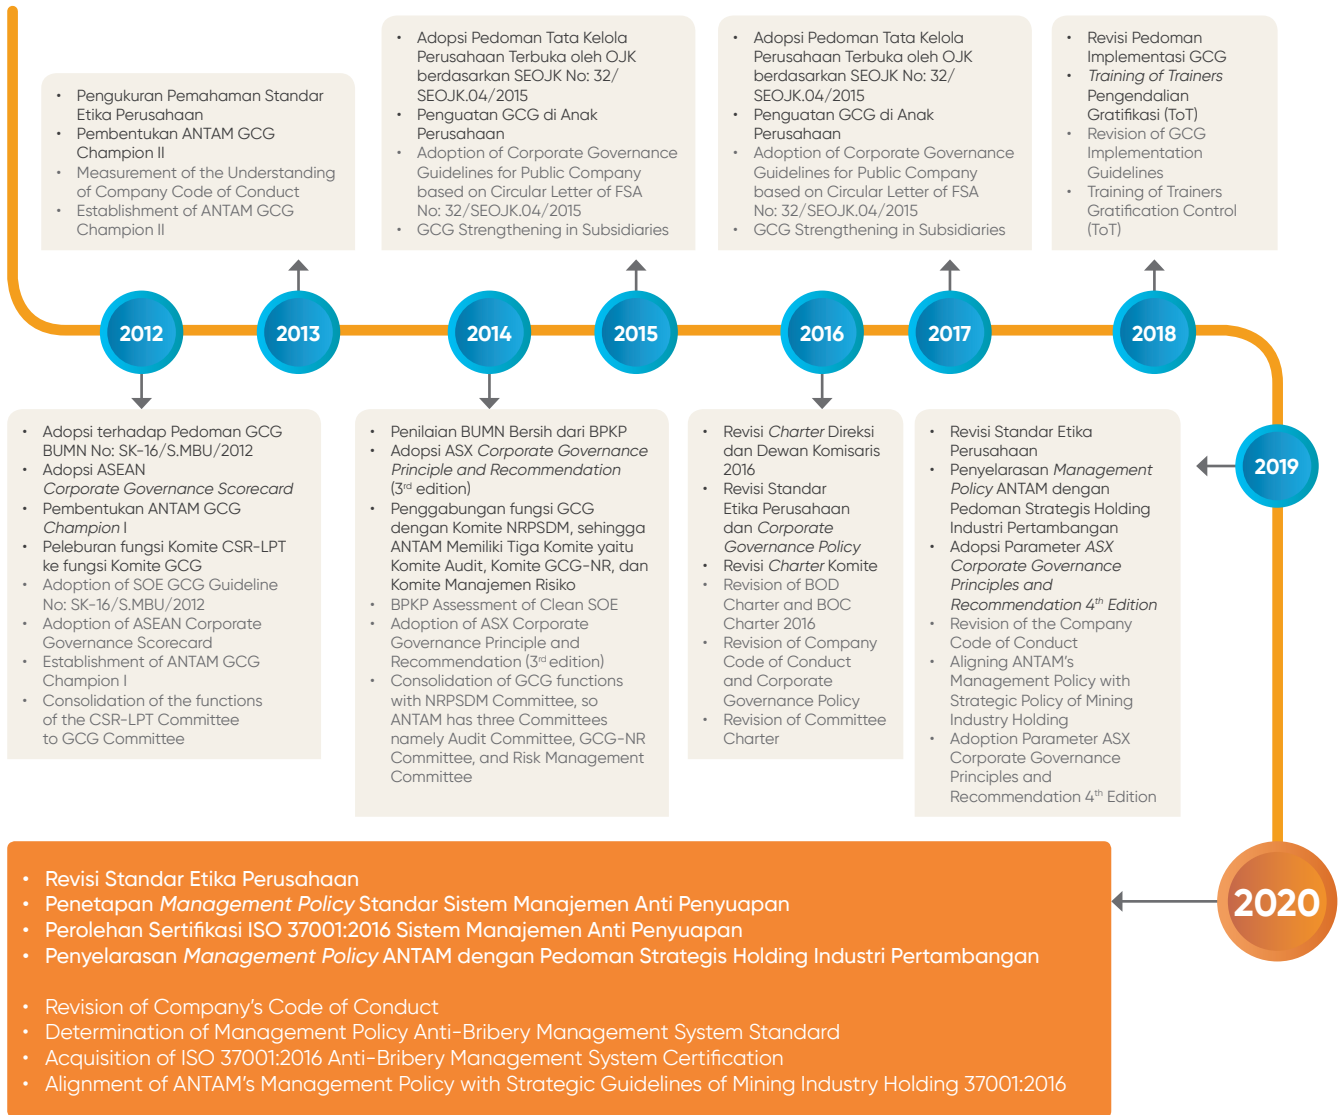 • Pengukuran Pemahaman Standar
Etika Perusahaan
• Pembentukan ANTAM GCG
Champion II
• Measurement of the Understanding
of Company Code of Conduct
• Establishment of ANTAM GCG
Champion II
• Adopsi Pedoman Tata Kelola
Perusahaan Terbuka oleh OJK
berdasarkan SEOJK No: 32/
SEOJK.04/2015
• Penguatan GCG di Anak
Perusahaan
• Adoption of Corporate Governance
Guidelines for Public Company
based on Circular Letter of FSA
No: 32/SEOJK.04/2015
• GCG Strengthening in Subsidiaries
• Adopsi Pedoman Tata Kelola
Perusahaan Terbuka oleh OJK
berdasarkan SEOJK No: 32/
SEOJK.04/2015
• Penguatan GCG di Anak
Perusahaan
• Adoption of Corporate Governance
Guidelines for Public Company
based on Circular Letter of FSA
No: 32/SEOJK.04/2015
• GCG Strengthening in Subsidiaries
• Revisi Pedoman
Implementasi GCG
• Training of Trainers
Pengendalian
Gratifikasi (ToT)
• Revision of GCG
Implementation
Guidelines
• Training of Trainers
Gratification Control
(ToT)
2012
2013
2014
2015
2016
2017
2018
• Adopsi terhadap Pedoman GCG
BUMN No: SK-16/S.MBU/2012
• Adopsi ASEAN
Corporate Governance Scorecard
• Pembentukan ANTAM GCG
Champion I
• Peleburan fungsi Komite CSR-LPT
ke fungsi Komite GCG
• Adoption of SOE GCG Guideline
No: SK-16/S.MBU/2012
• Adoption of ASEAN Corporate
Governance Scorecard
• Establishment of ANTAM GCG
Champion I
• Consolidation of the functions
of the CSR-LPT Committee
to GCG Committee
• Penilaian BUMN Bersih dari BPKP
• Adopsi ASX Corporate Governance
Principle and Recommendation
(3rd edition)
• Penggabungan fungsi GCG
dengan Komite NRPSDM, sehingga
ANTAM Memiliki Tiga Komite yaitu
Komite Audit, Komite GCG-NR, dan
Komite Manajemen Risiko
• BPKP Assessment of Clean SOE
• Adoption of ASX Corporate
Governance Principle and
Recommendation (3rd edition)
• Consolidation of GCG functions
with NRPSDM Committee, so
ANTAM has three Committees
namely Audit Committee, GCG-NR
Committee, and Risk Management
Committee
• Revisi Charter Direksi
dan Dewan Komisaris
2016
• Revisi Standar
Etika Perusahaan
dan Corporate
Governance Policy
• Revisi Charter Komite
• Revision of BOD
Charter and BOC
Charter 2016
• Revision of Company
Code of Conduct
and Corporate
Governance Policy
• Revision of Committee
Charter
• Revisi Standar Etika
Perusahaan
• Penyelarasan Management
Policy ANTAM dengan
Pedoman Strategis Holding
Industri Pertambangan
• Adopsi Parameter ASX
Corporate Governance
Principles and
Recommendation 4th Edition
• Revision of the Company
Code of Conduct
• Aligning ANTAM's
Management Policy with
Strategic Policy of Mining
Industry Holding
• Adoption Parameter ASX
Corporate Governance
Principles and
Recommendation 4th Edition
2019
• Revisi Standar Etika Perusahaan
• Penetapan Management Policy Standar Sistem Manajemen Anti Penyuapan
• Perolehan Sertifikasi ISO 37001:2016 Sistem Manajemen Anti Penyuapan
• Penyelarasan Management Policy ANTAM dengan Pedoman Strategis Holding Industri Pertambangan
• Revision of Company's Code of Conduct
• Determination of Management Policy Anti-Bribery Management System Standard
• Acquisition of ISO 37001:2016 Anti-Bribery Management System Certification
• Alignment of ANTAM's Management Policy with Strategic Guidelines of Mining Industry Holding 37001:2016
2020